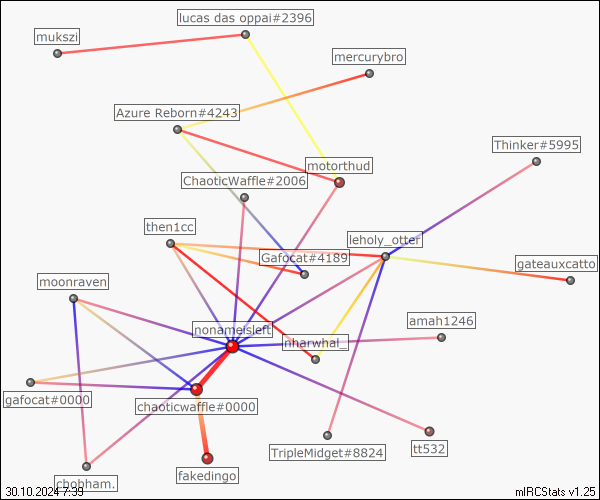 lucas das oppai#2396
mukszi
mercurybro
Azure Reborn#4243
Thinker#5995
motorthud
ChaoticWaffle#2006
then1cc
leholy_otter
Gafocat#4189
gateauxcatto
moonraven
amah1246
nonameisleft
nharwhal_
gafocat#0000
chaoticwaffle#0000
tt532
TripleMidget#8824
chobham.
fakedingo
30.10.2024 7:39
mIRCStats v1.25